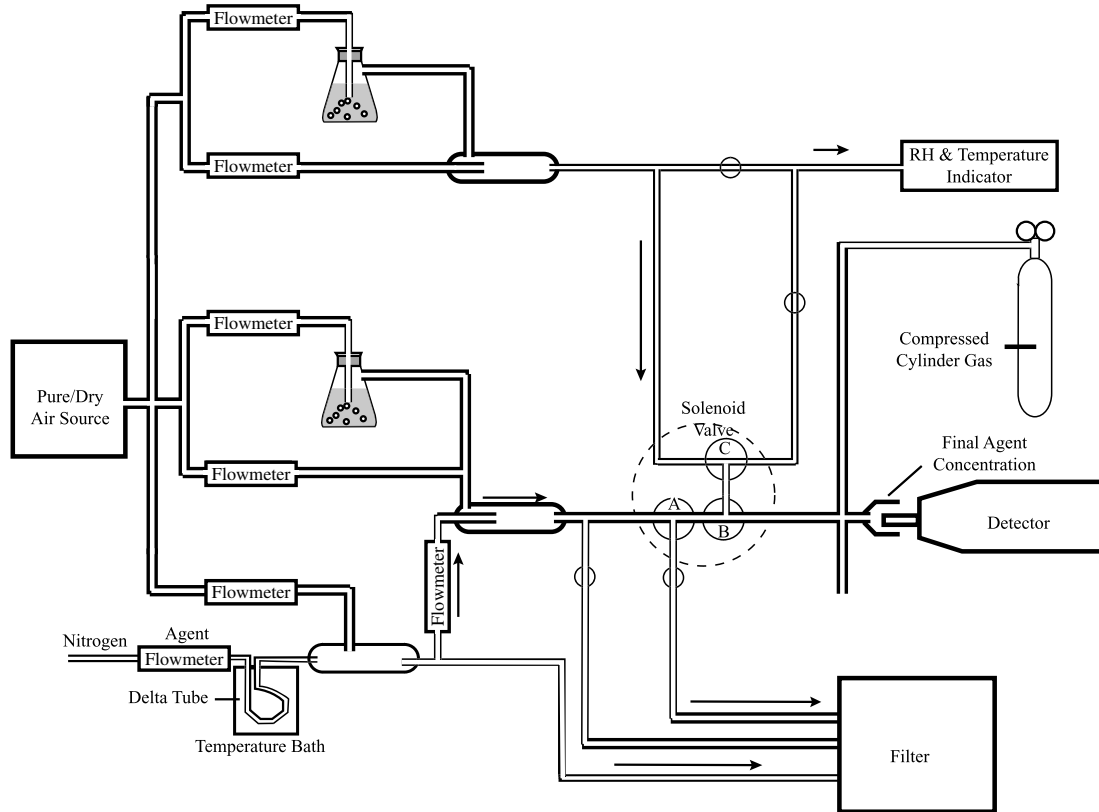 Flowmeter
Flowmeter
RH & Temperature
Indicator
Flowmeter
Compressed
Cylinder Gas
Pure/Dry
Air Source
Solenoid
Valve
C
Final Agent
Concentration
Flowmeter
A
B
Detector
Flowmeter
Flowmeter
Nitrogen
Agent
Flowmeter
Delta Tube
Temperature Bath
Filter